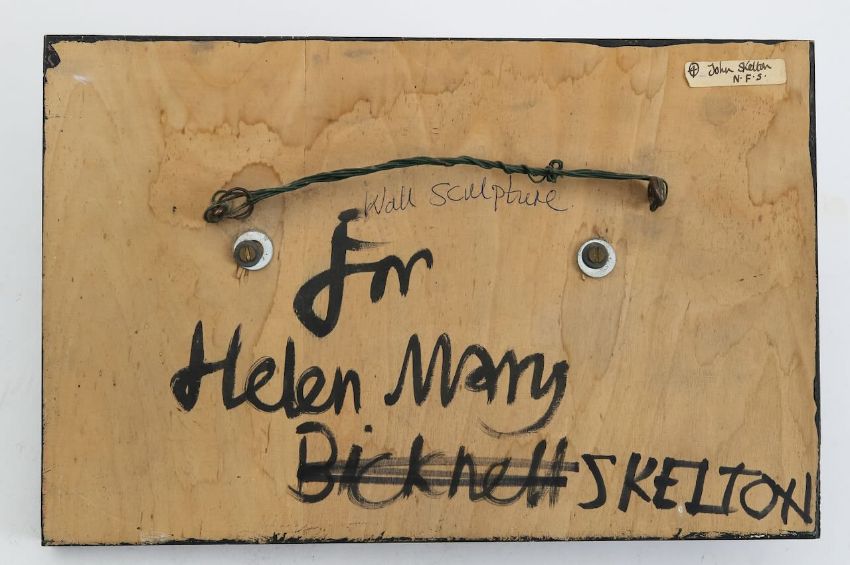 John Skelton
N.F.S.
Wall Sculpture.
For
Helen Mary
Bicknell SKELTON